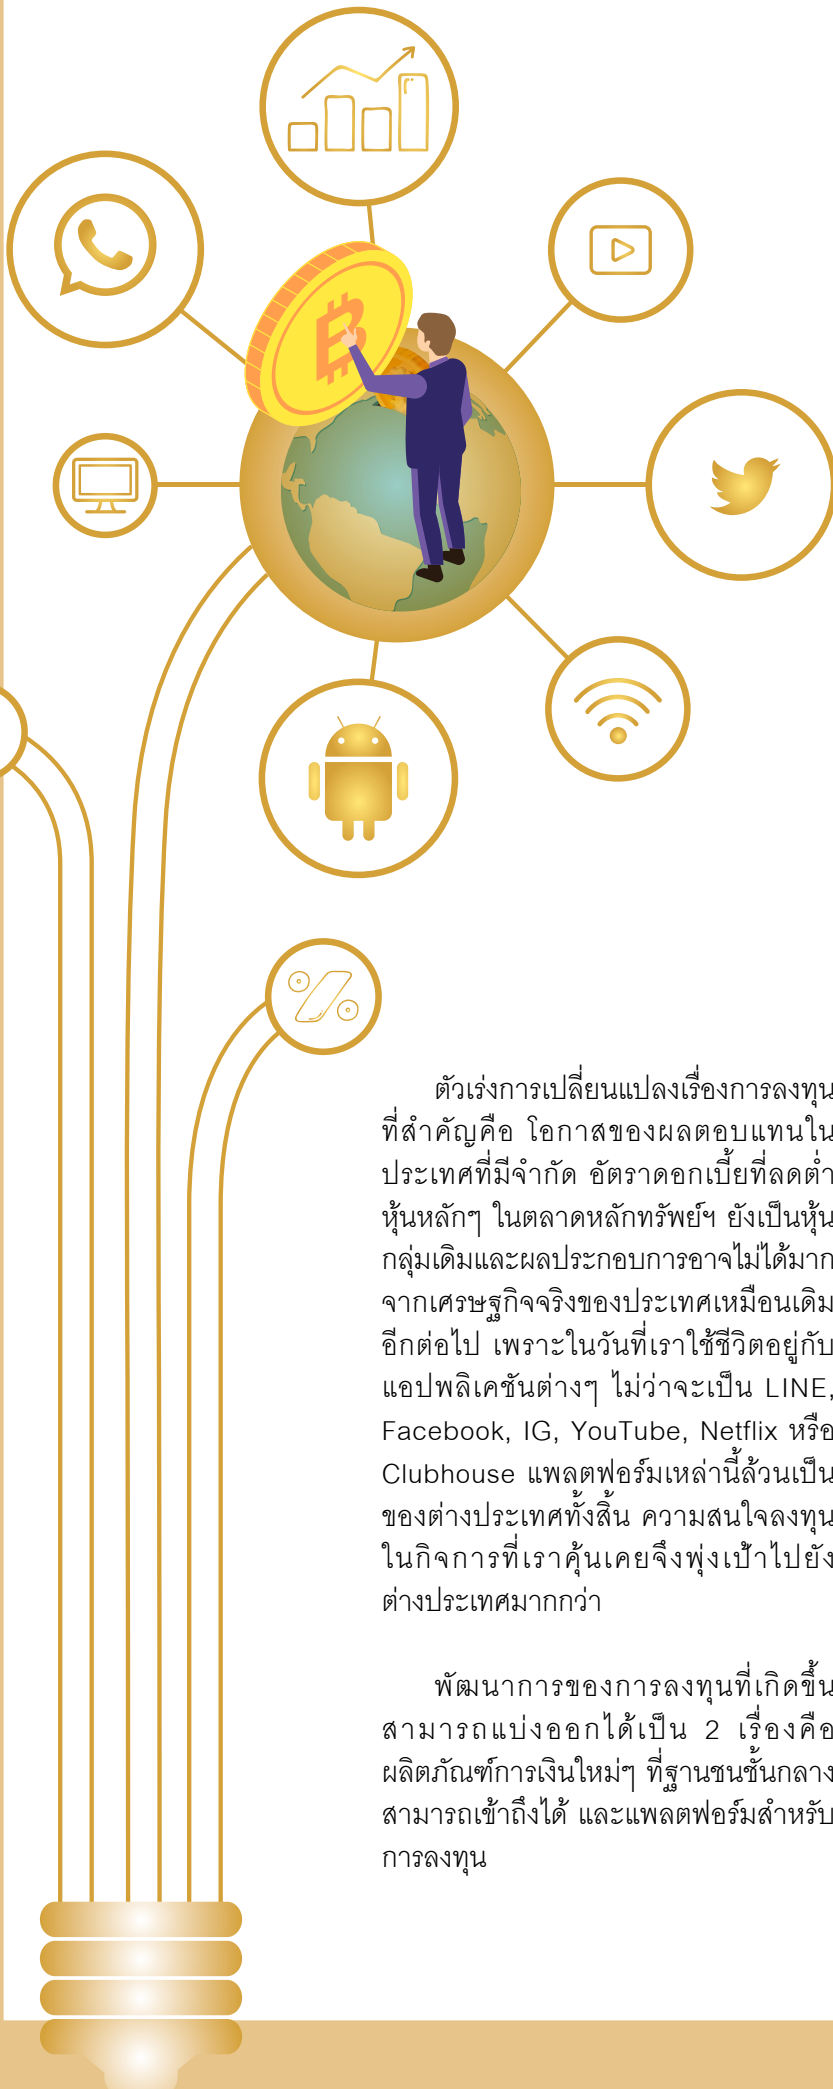 ตัวเร่งการเปลี่ยนแปลงเรื่องการลงทุน
ที่สำคัญคือ โอกาสของผลตอบแทนใน
ประเทศที่มีจำกัด อัตราดอกเบี้ยที่ลดต่ำ
หุ้นหลักๆ ในตลาดหลักทรัพย์ฯ ยังเป็นหุ้น
กลุ่มเดิมและผลประกอบการอาจไม่ได้มาก
จากเศรษฐกิจจริงของประเทศเหมือนเดิม
อีกต่อไป เพราะในวันที่เราใช้ชีวิตอยู่กับ
แอปพลิเคชันต่างๆ ไม่ว่าจะเป็น LINE,
Facebook, IG, YouTube, Netflix หรือ
Clubhouse แพลตฟอร์มเหล่านี้ล้วนเป็น
ของต่างประเทศทั้งสิ้น ความสนใจลงทุน
ในกิจการที่เราคุ้นเคยจึงพุ่งเป้าไปยัง
ต่างประเทศมากกว่า
พัฒนาการของการลงทุนที่เกิดขึ้น
สามารถแบ่งออกได้เป็น 2 เรื่องคือ
ผลิตภัณฑ์การเงินใหม่ๆ ที่ฐานชนชั้นกลาง
สามารถเข้าถึงได้ และแพลตฟอร์มสำหรับ
การลงทุน